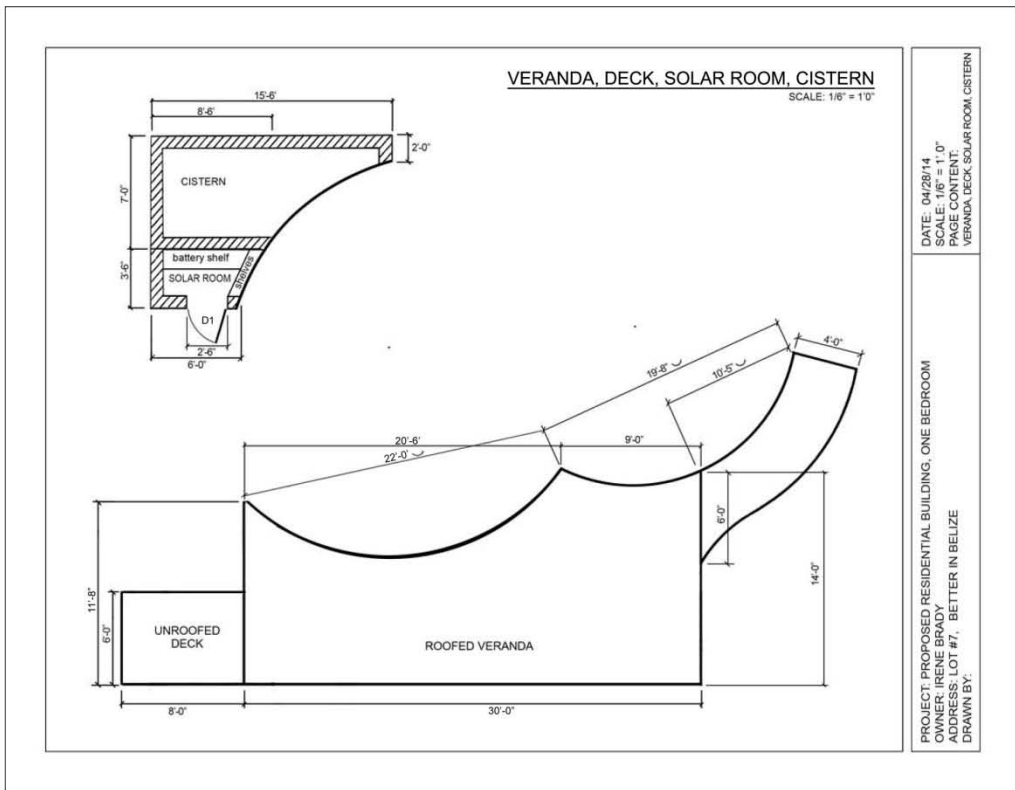 VERANDA, DECK, SOLAR ROOM, CISTERN
SCALE: 1/6" = 1'0"
15'-6'
8'-6'
2'-0"
CISTERN
7'-0"
battery shelf
shelves
SOLAR ROOM
3'-6"
D1
2'-6"
6'-0"
4'-0"
19'-8"
10'-5"
20'-6'
9'-0"
22'-0'
6'-0"
14'-0"
11'-8"
6'-0"
UNROOFED
DECK
ROOFED VERANDA
8'-0"
30'-0"
DATE: 04/28/14
SCALE: 1/6" = 1'.0"
PAGE CONTENT:
VERANDA, DECK, SOLAR ROOM, CISTERN
PROJECT: PROPOSED RESIDENTIAL BUILDING, ONE BEDROOM
OWNER: IRENE BRADY
ADDRESS: LOT #7, BETTER IN BELIZE
DRAWN BY: